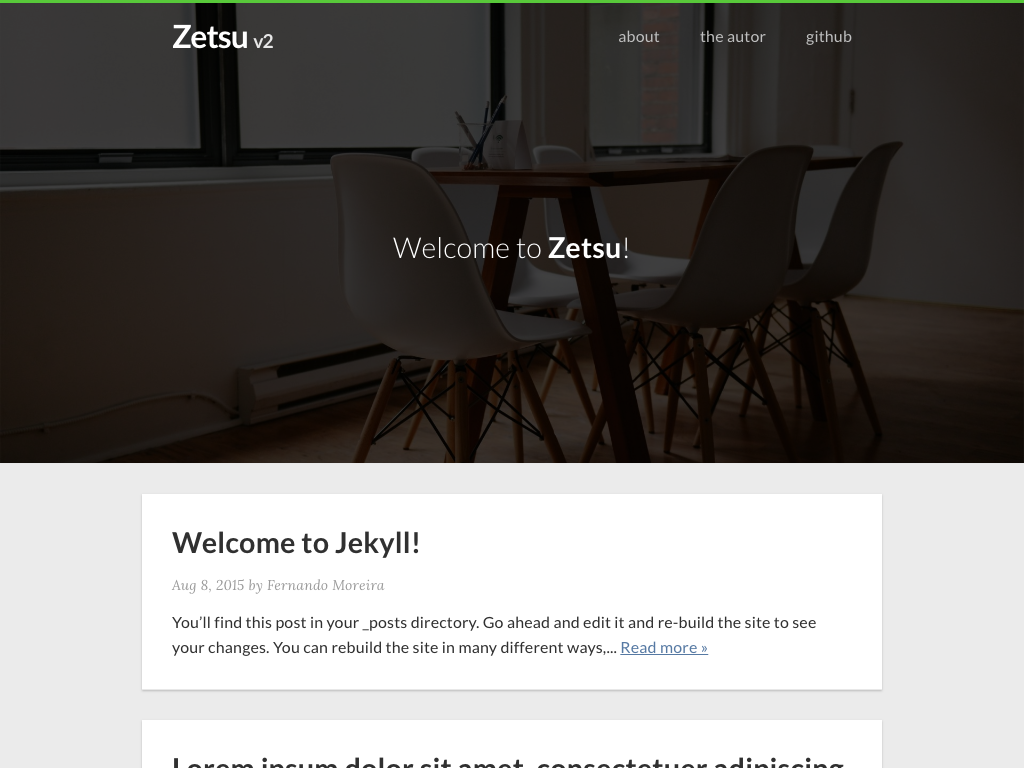 Zetsu v2
about the autor github
Welcome to Zetsu!
Welcome to Jekyll!
Aug 8, 2015 by Fernando Moreira
You’ll find this post in your _posts directory. Go ahead and edit it and re-build the site to see
your changes. You can rebuild the site in many different ways,... Read more »
Lorem ipsum dolor sit amet, consectetuer adipiscing